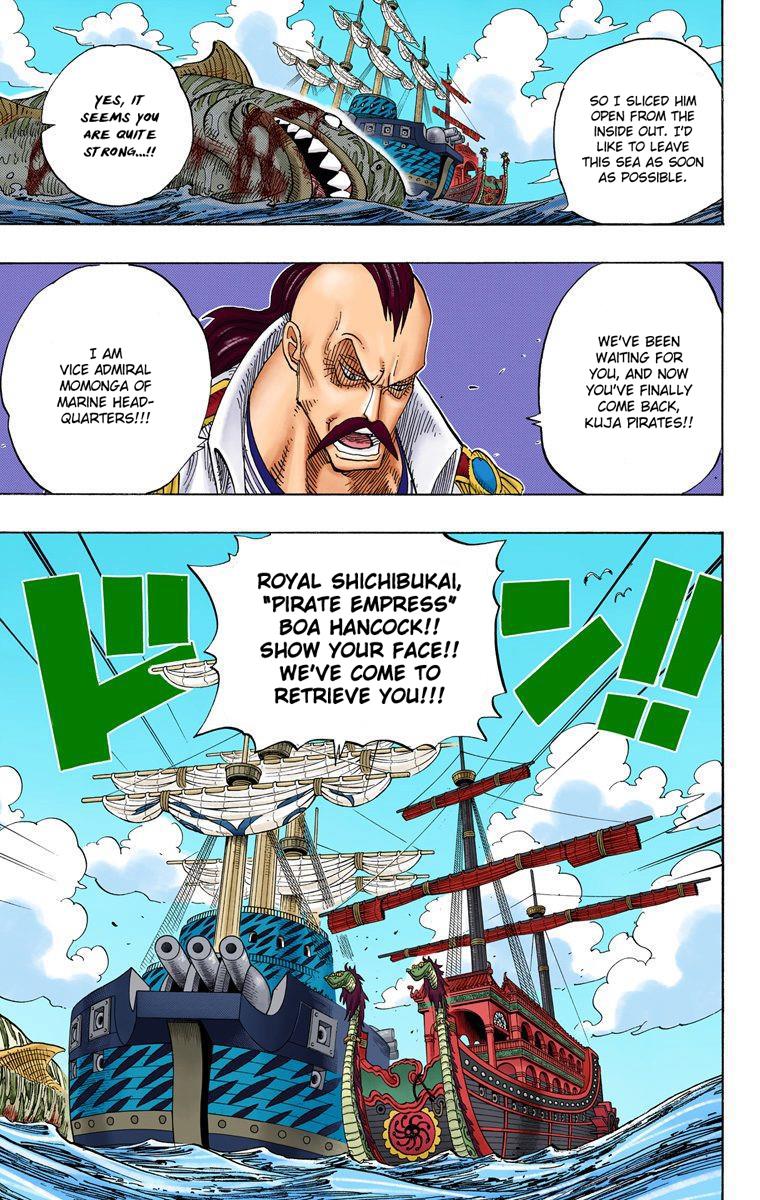 SO I SLICED HIM
OPEN FROM THE
INSIDE OUT. I'D
LIKE TO LEAVE
THIS SEA AS SOON
AS POSSIBLE.
YES, IT
SEEMS YOU
ARE QUITE
STRONG...!!
WE'VE BEEN
WAITING FOR
YOU, AND NOW
YOU'VE FINALLY
COME BACK,
KUJA PIRATES!!
I AM
VICE ADMIRAL
MOMONGA OF
MARINE HEAD-
QUARTERS!!!
ROYAL SHICHIBUKAI,
"PIRATE EMPRESS"
BOA HANCOCK!!
SHOW YOUR FACE!!
WE'VE COME TO
RETRIEVE YOU!!!
ドン!!